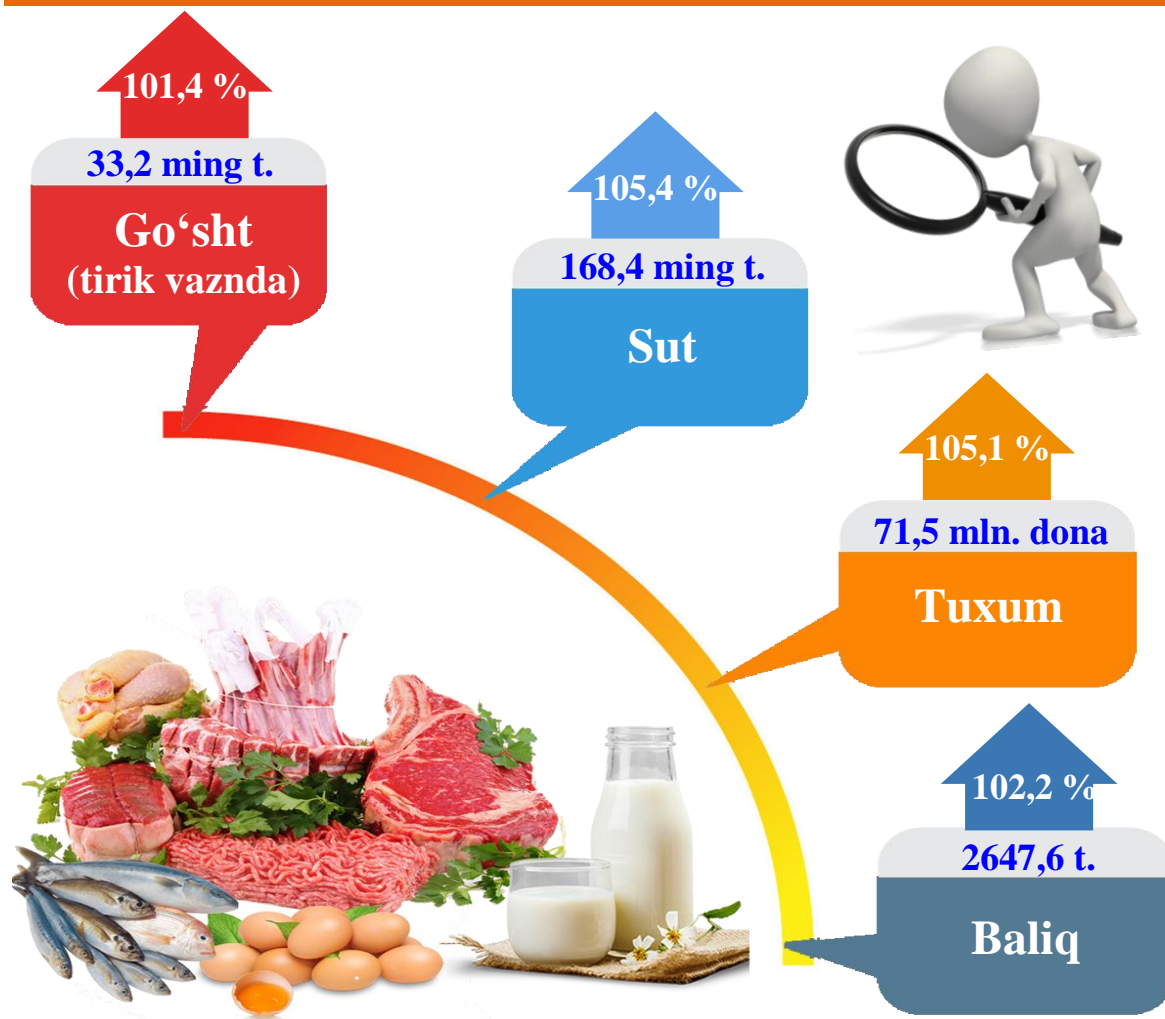 101,4 %
33,2 ming t.
Go‘sht
(tirik vaznda)
105,4 %
168,4 ming t.
Sut
105,1 %
71,5 mln. dona
Tuxum
102,2 %
2647,6 t.
Baliq